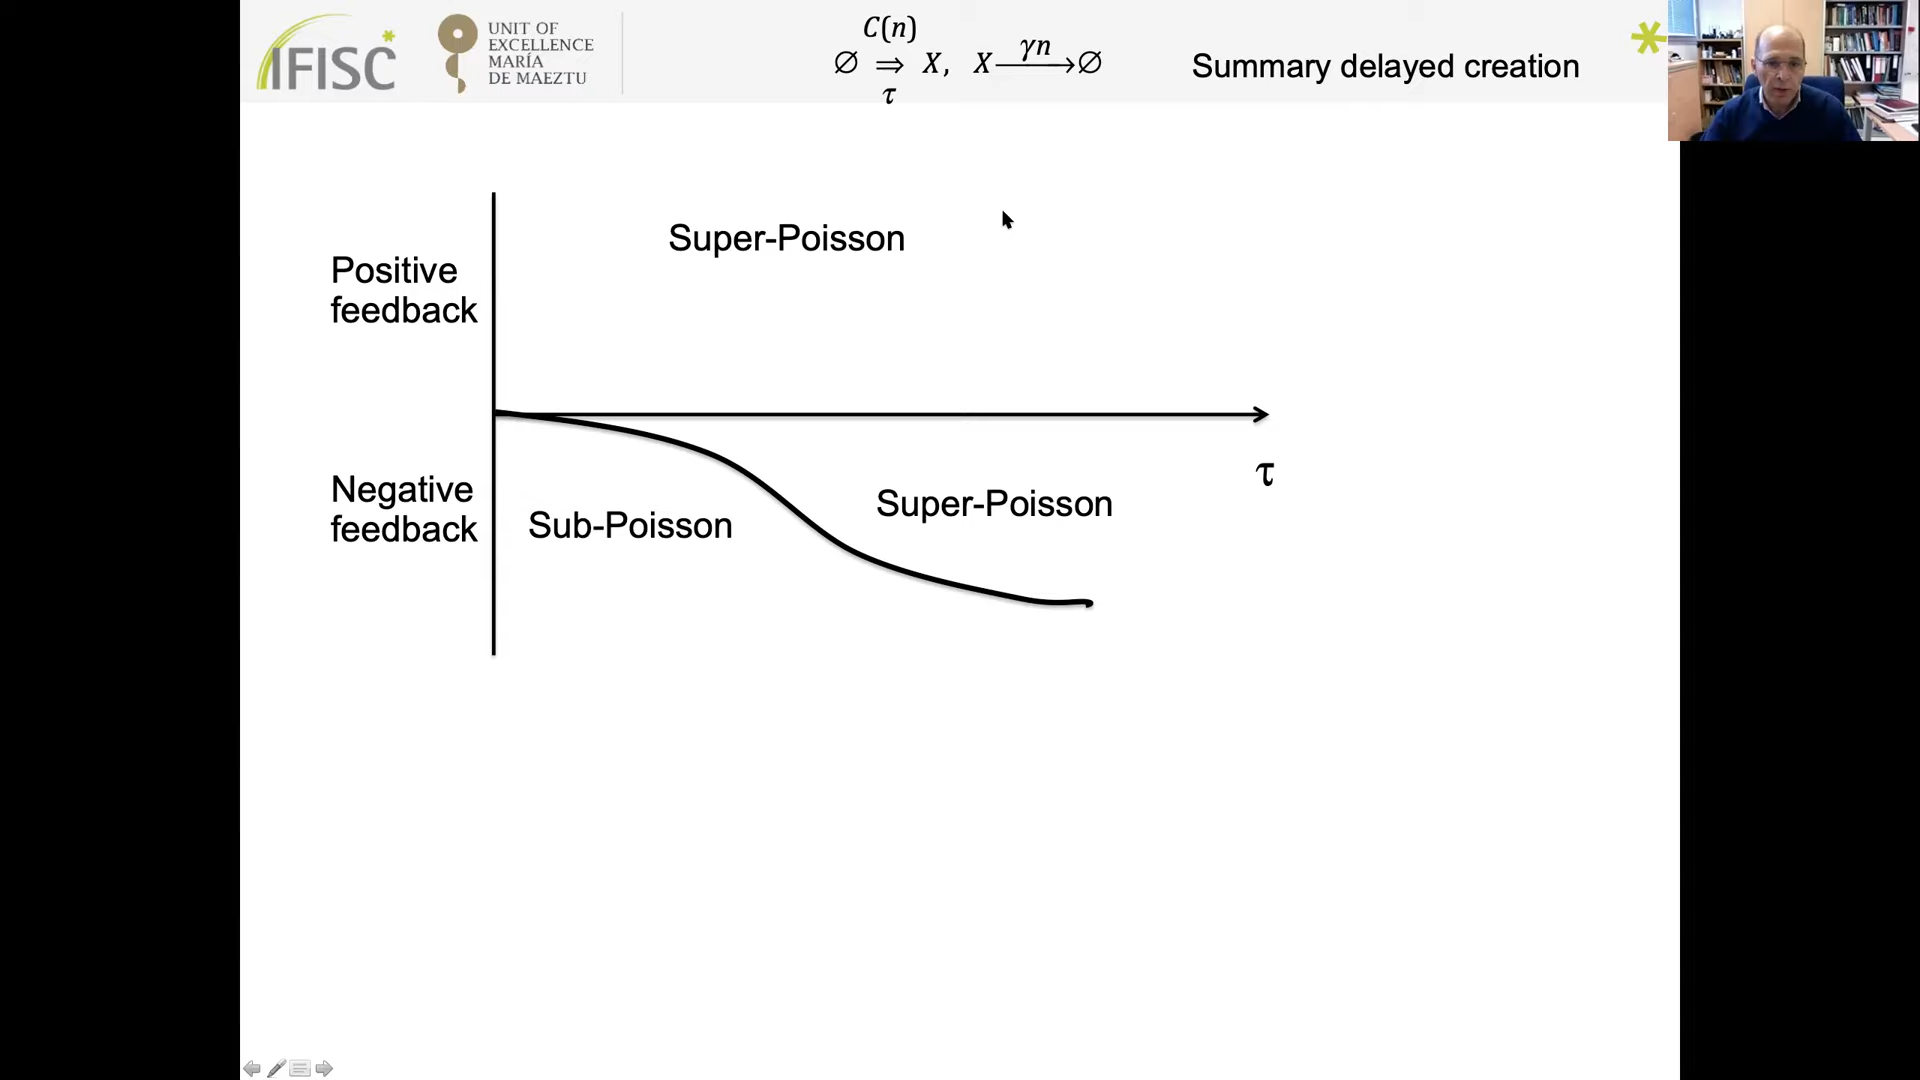 IFISC
UNIT OF
EXCELLENCE
MARÍA
DE MAEZTU
C(n)
∅ ⇒ X, X ⟶ ∅
γn
τ
Summary delayed creation
Super-Poisson
Positive
feedback
τ
Negative
feedback
Sub-Poisson
Super-Poisson